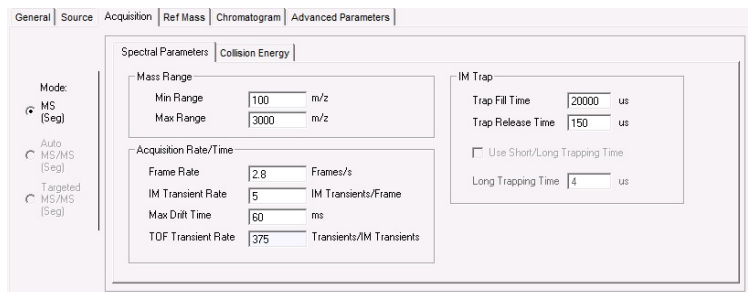 General Source Acquisition Ref Mass Chromatogram Advanced Parameters
Spectral Parameters Collision Energy
Mode:
MS
(Seg)
Auto
MS/MS
(Seg)
Targeted
MS/MS
(Seg)
Mass Range
Min Range 100 m/z
Max Range 3000 m/z
Acquisition Rate/Time
Frame Rate 2.8 Frames/s
IM Transient Rate 5 IM Transients/Frame
Max Drift Time 60 ms
TOF Transient Rate 375 Transients/IM Transients
IM Trap
Trap Fill Time 20000 us
Trap Release Time 150 us
Use Short/Long Trapping Time
Long Trapping Time 4 us